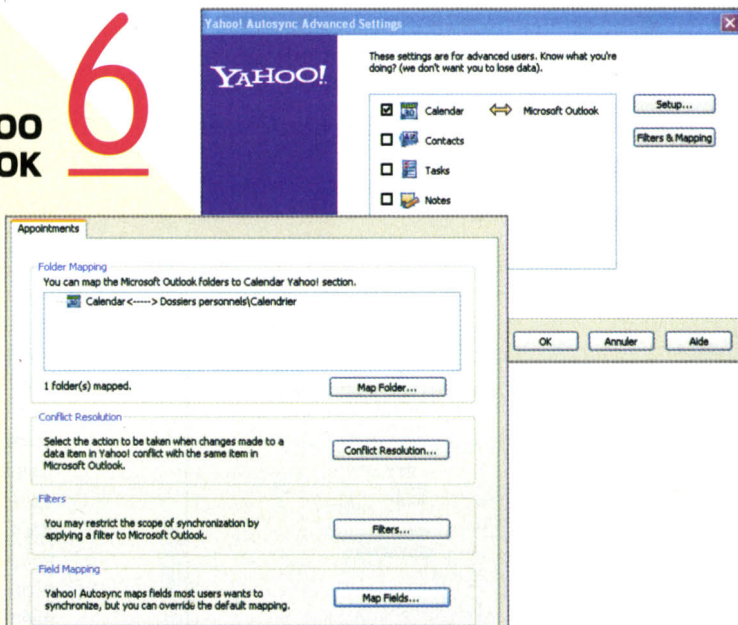 6
OO
OK
Yahoo! Autosync Advanced Settings
YAHOO!
These settings are for advanced users. Know what you're
doing? (we don't want you to lose data).
Calendar
Microsoft Outlook
Setup...
Contacts
Filters & Mapping
Tasks
Notes
OK
Annuler
Aide
Appointments
Folder Mapping
You can map the Microsoft Outlook folders to Calendar Yahoo! section.
Calendar <-----> Dossiers personnels\Calendrier
1 folder(s) mapped.
Map Folder...
Conflict Resolution
Select the action to be taken when changes made to a
data item in Yahoo! conflict with the same item in
Microsoft Outlook.
Conflict Resolution...
Filters
You may restrict the scope of synchronization by
applying a filter to Microsoft Outlook.
Filters...
Field Mapping
Yahoo! Autosync maps fields most users wants to
synchronize, but you can override the default mapping.
Map Fields...